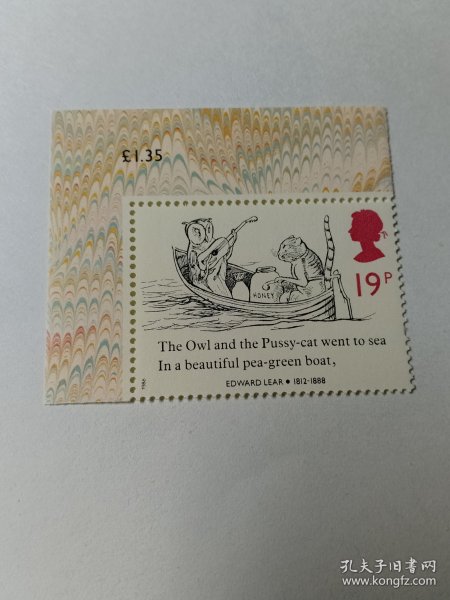 £1.35
19P
HONEY
The Owl and the Pussy-cat went to sea
In a beautiful pea-green boat,
EDWARD LEAR • 1812-1888
1988
孔夫子旧书网
www.kongfz.com